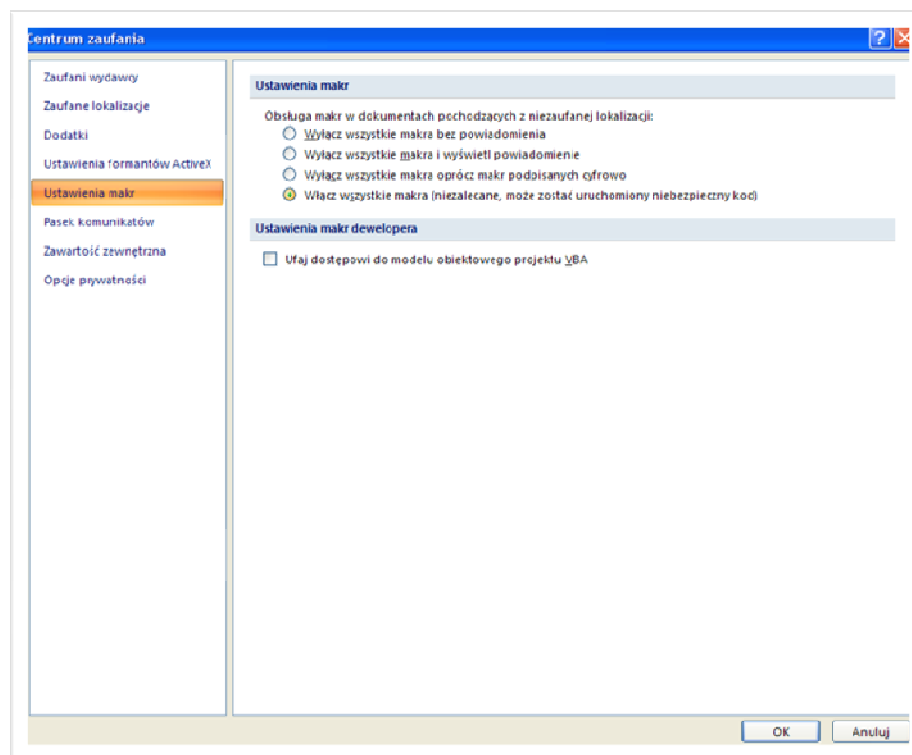 Centrum zaufania
Zaufani wydawcy
Zaufane lokalizacje
Dodatki
Ustawienia formantów ActiveX
Ustawienia makr
Pasek komunikatów
Zawartość zewnętrzna
Opcje prywatności
Ustawienia makr
Obsługa makr w dokumentach pochodzących z niezaufanej lokalizacji:
Wyłącz wszystkie makra bez powiadomienia
Wyłącz wszystkie makra i wyświetl powiadomienie
Wyłącz wszystkie makra oprócz makr podpisanych cyfrowo
Włącz wszystkie makra (niezalecane, może zostać uruchomiony niebezpieczny kod)
Ustawienia makr dewelopera
Ufaj dostępowi do modelu obiektowego projektu VBA
OK
Anuluj